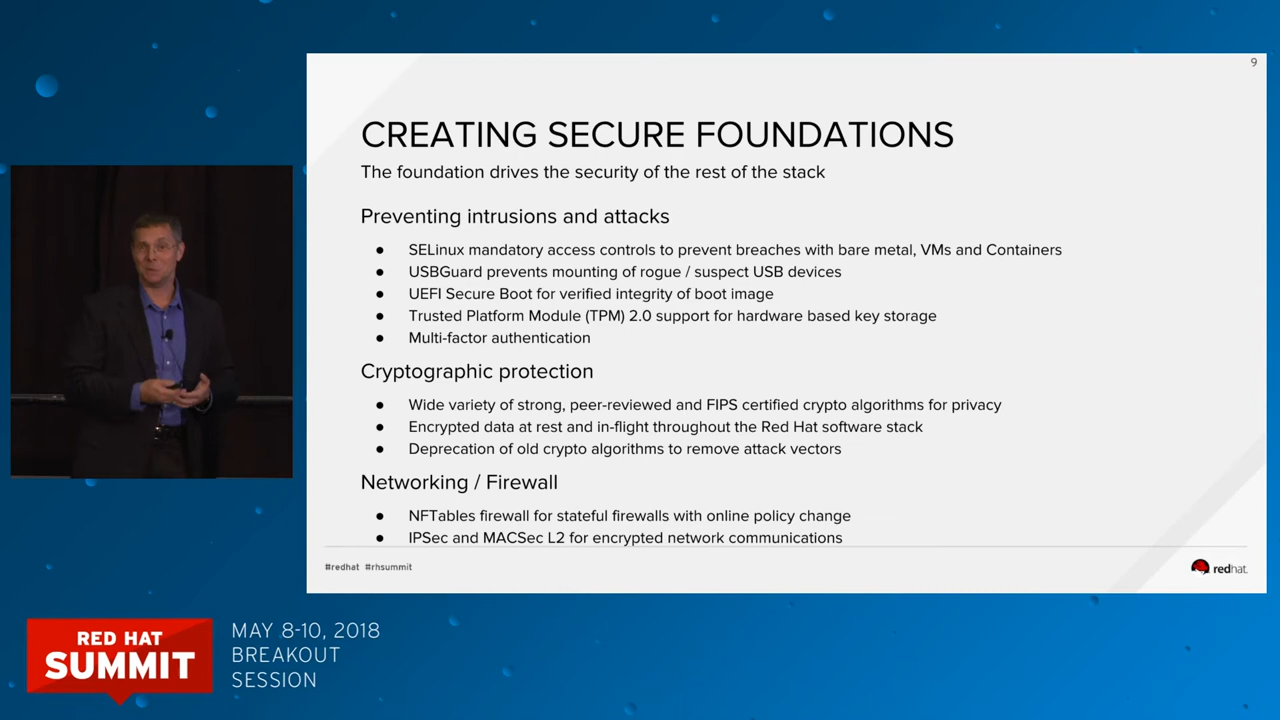 9
CREATING SECURE FOUNDATIONS
The foundation drives the security of the rest of the stack
Preventing intrusions and attacks
● SELinux mandatory access controls to prevent breaches with bare metal, VMs and Containers
● USBGuard prevents mounting of rogue / suspect USB devices
● UEFI Secure Boot for verified integrity of boot image
● Trusted Platform Module (TPM) 2.0 support for hardware based key storage
● Multi-factor authentication
Cryptographic protection
● Wide variety of strong, peer-reviewed and FIPS certified crypto algorithms for privacy
● Encrypted data at rest and in-flight throughout the Red Hat software stack
● Deprecation of old crypto algorithms to remove attack vectors
Networking / Firewall
● NFTables firewall for stateful firewalls with online policy change
● IPSec and MACSec L2 for encrypted network communications
#redhat #rhsummit
redhat.
RED HAT
SUMMIT
MAY 8-10, 2018
BREAKOUT
SESSION